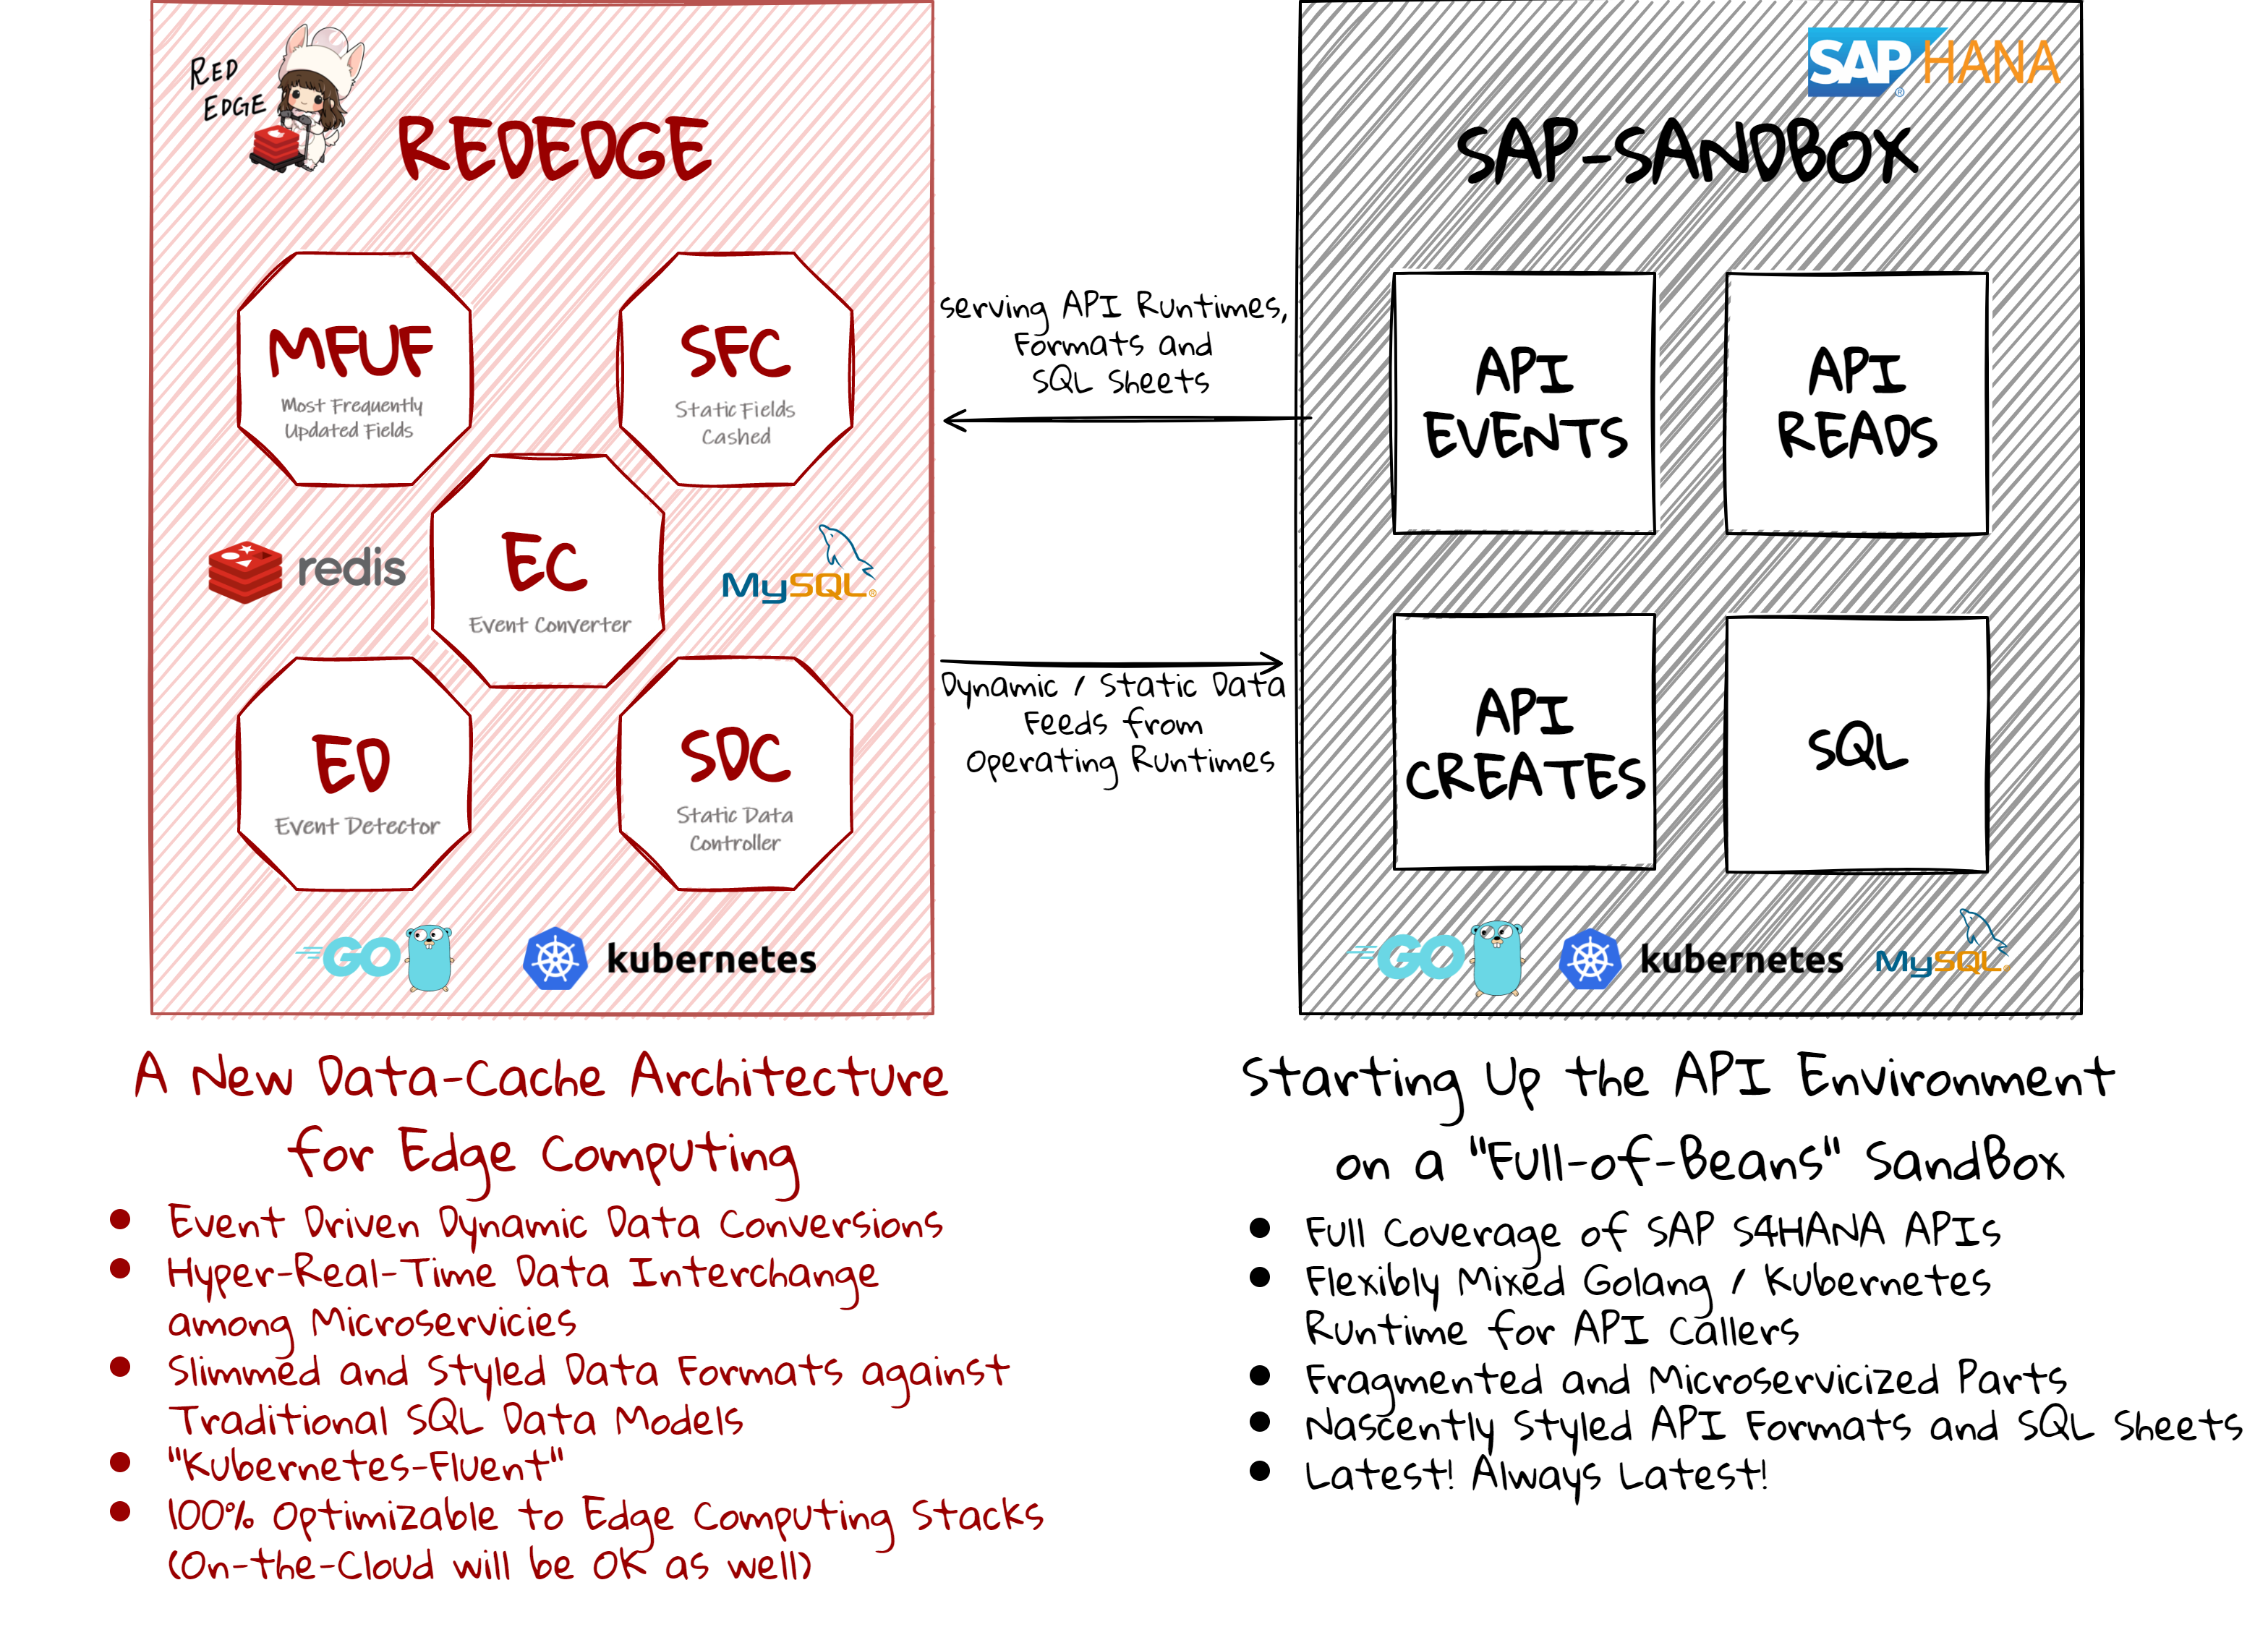 RED
EDGE
REDEDGE
MFUF
Most Frequently
Updated Fields
SFC
Static Fields
Cashed
redis
EC
Event Converter
MySQL®
ED
Event Detector
SDC
Static Data
Controller
GO
kubernetes
serving API Runtimes,
Formats and
SQL Sheets
Dynamic / Static Data
Feeds from
Operating Runtimes
SAP® HANA
SAP-SANDBOX
API
EVENTS
API
READS
API
CREATES
SQL
GO
kubernetes
MySQL®
A New Data-Cache Architecture
for Edge Computing
● Event Driven Dynamic Data Conversions
● Hyper-Real-Time Data Interchange
among Microservicies
● Slimmed and Styled Data Formats against
Traditional SQL Data Models
● "Kubernetes-Fluent"
● 100% Optimizable to Edge Computing Stacks
(On-the-Cloud will be OK as well)
Starting Up the API Environment
on a "Full-of-Beans" SandBox
● Full Coverage of SAP S4HANA APIs
● Flexibly Mixed Golang / Kubernetes
Runtime for API Callers
● Fragmented and Microservicized Parts
● Nascently Styled API Formats and SQL Sheets
● Latest! Always Latest!